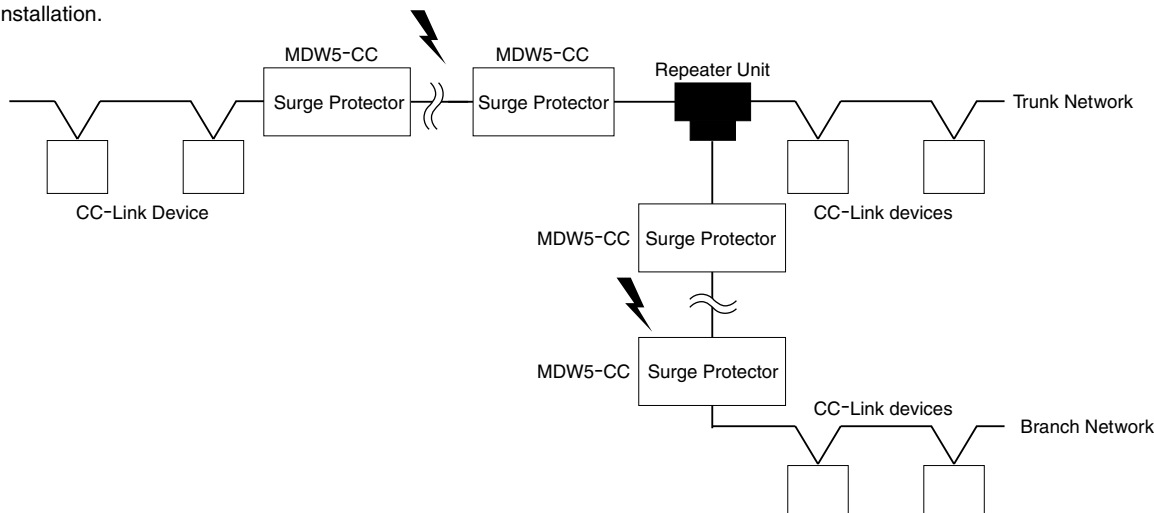 nstallation.
MDW5-CC
MDW5-CC
Repeater Unit
Surge Protector
Surge Protector
Trunk Network
CC-Link Device
CC-Link devices
MDW5-CC
Surge Protector
MDW5-CC
Surge Protector
CC-Link devices
Branch Network